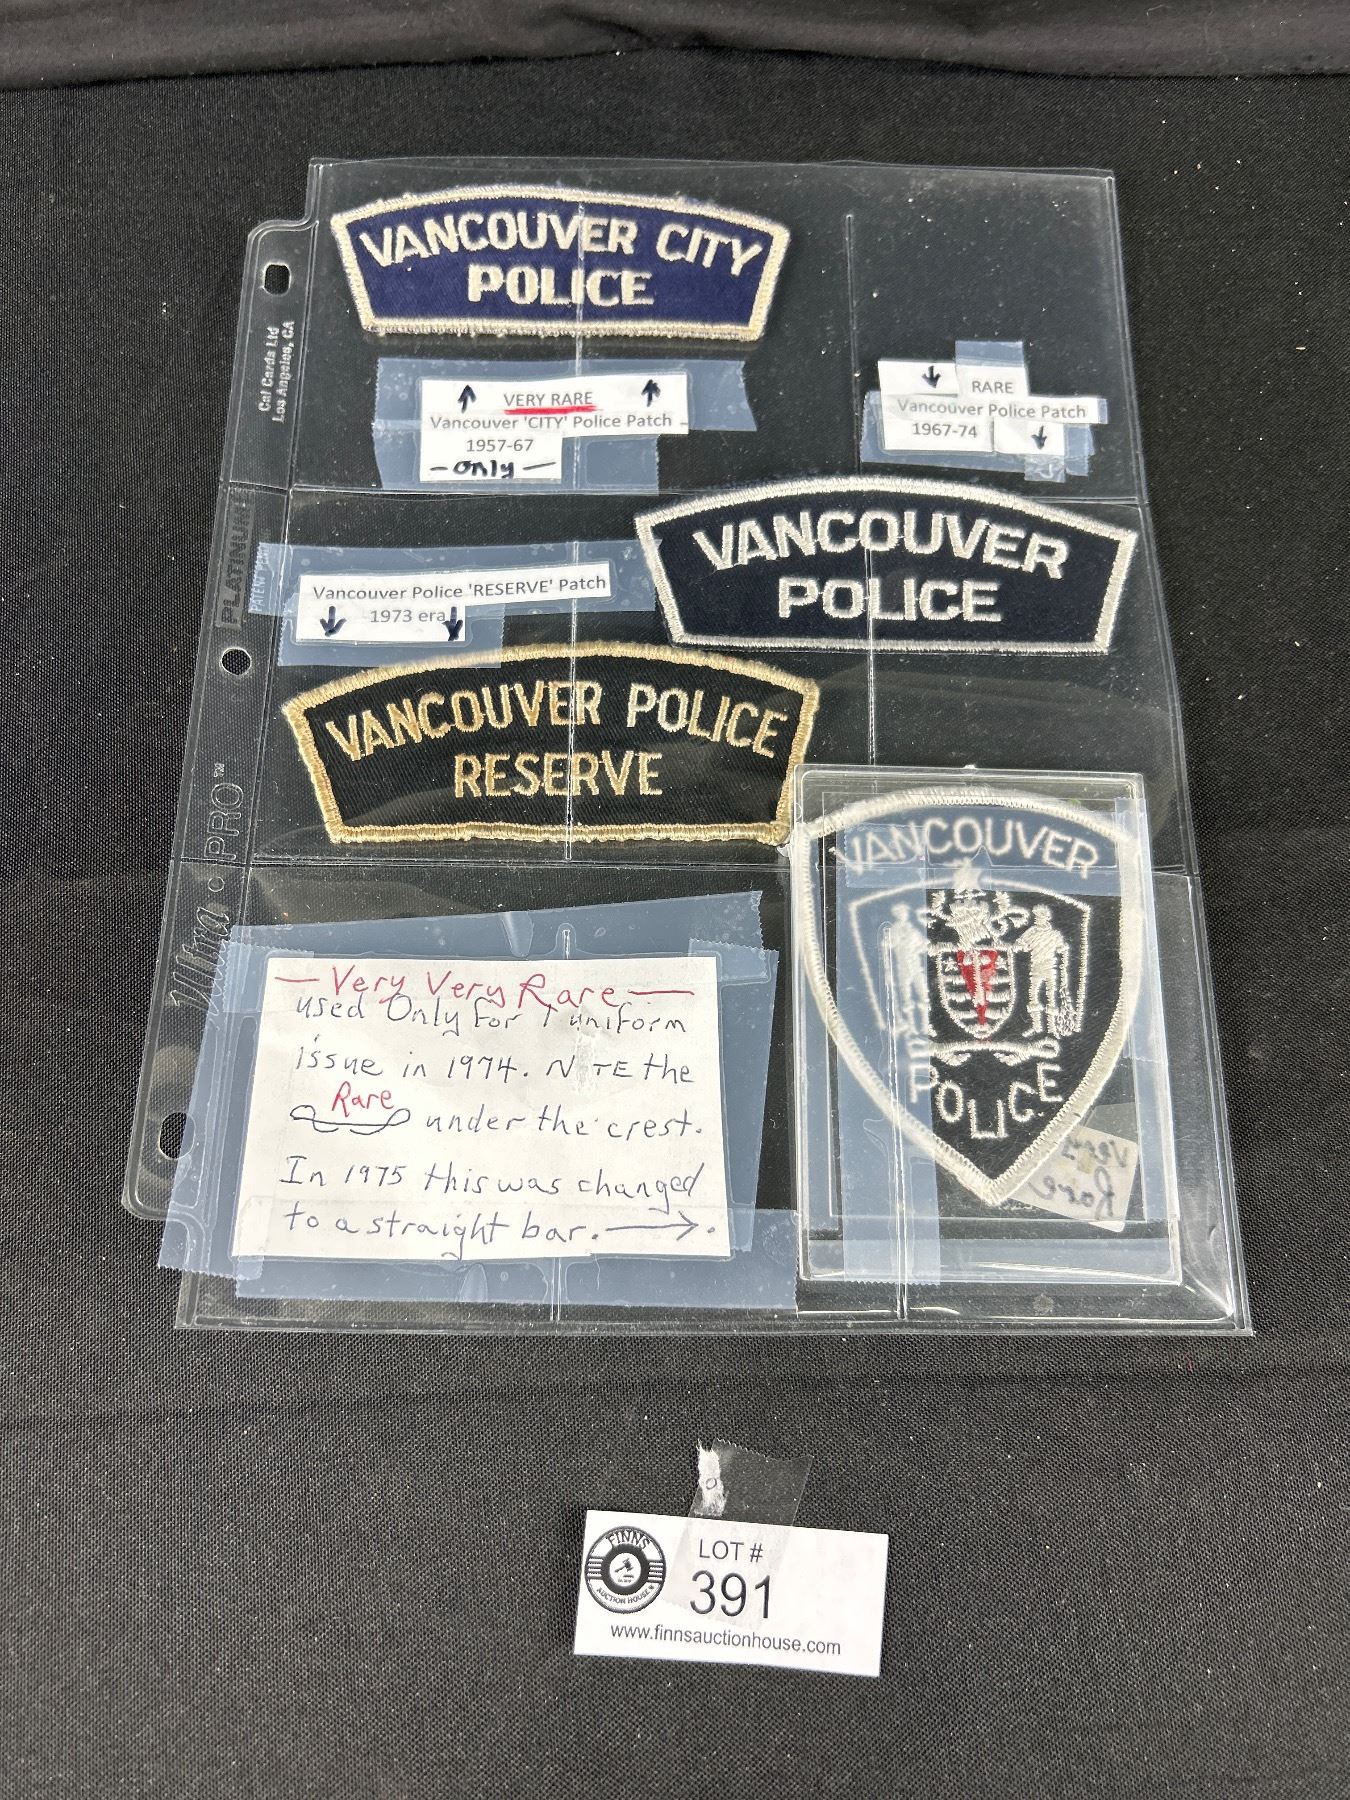 VANCOUVER CITY
POLICE
Cal Cards Ltd
Los Angeles, CA
↑ VERY RARE ↑
Vancouver 'CITY' Police Patch
1957-67
- only -
↓ RARE
Vancouver Police Patch
1967-74 ↓
VANCOUVER
POLICE
Vancouver Police 'RESERVE' Patch
↓ 1973 era ↓
PLATINUM
VANCOUVER POLICE
RESERVE
Ultra PRO™
VANCOUVER
POLICE
Very
Rare
— Very Very Rare —
used Only For 1 uniform
issue in 1974. NOTE the
Rare
under the crest.
In 1975 this was changed
to a straight bar. →.
FINNS
AUCTION HOUSE
LOT #
391
www.finnsauctionhouse.com